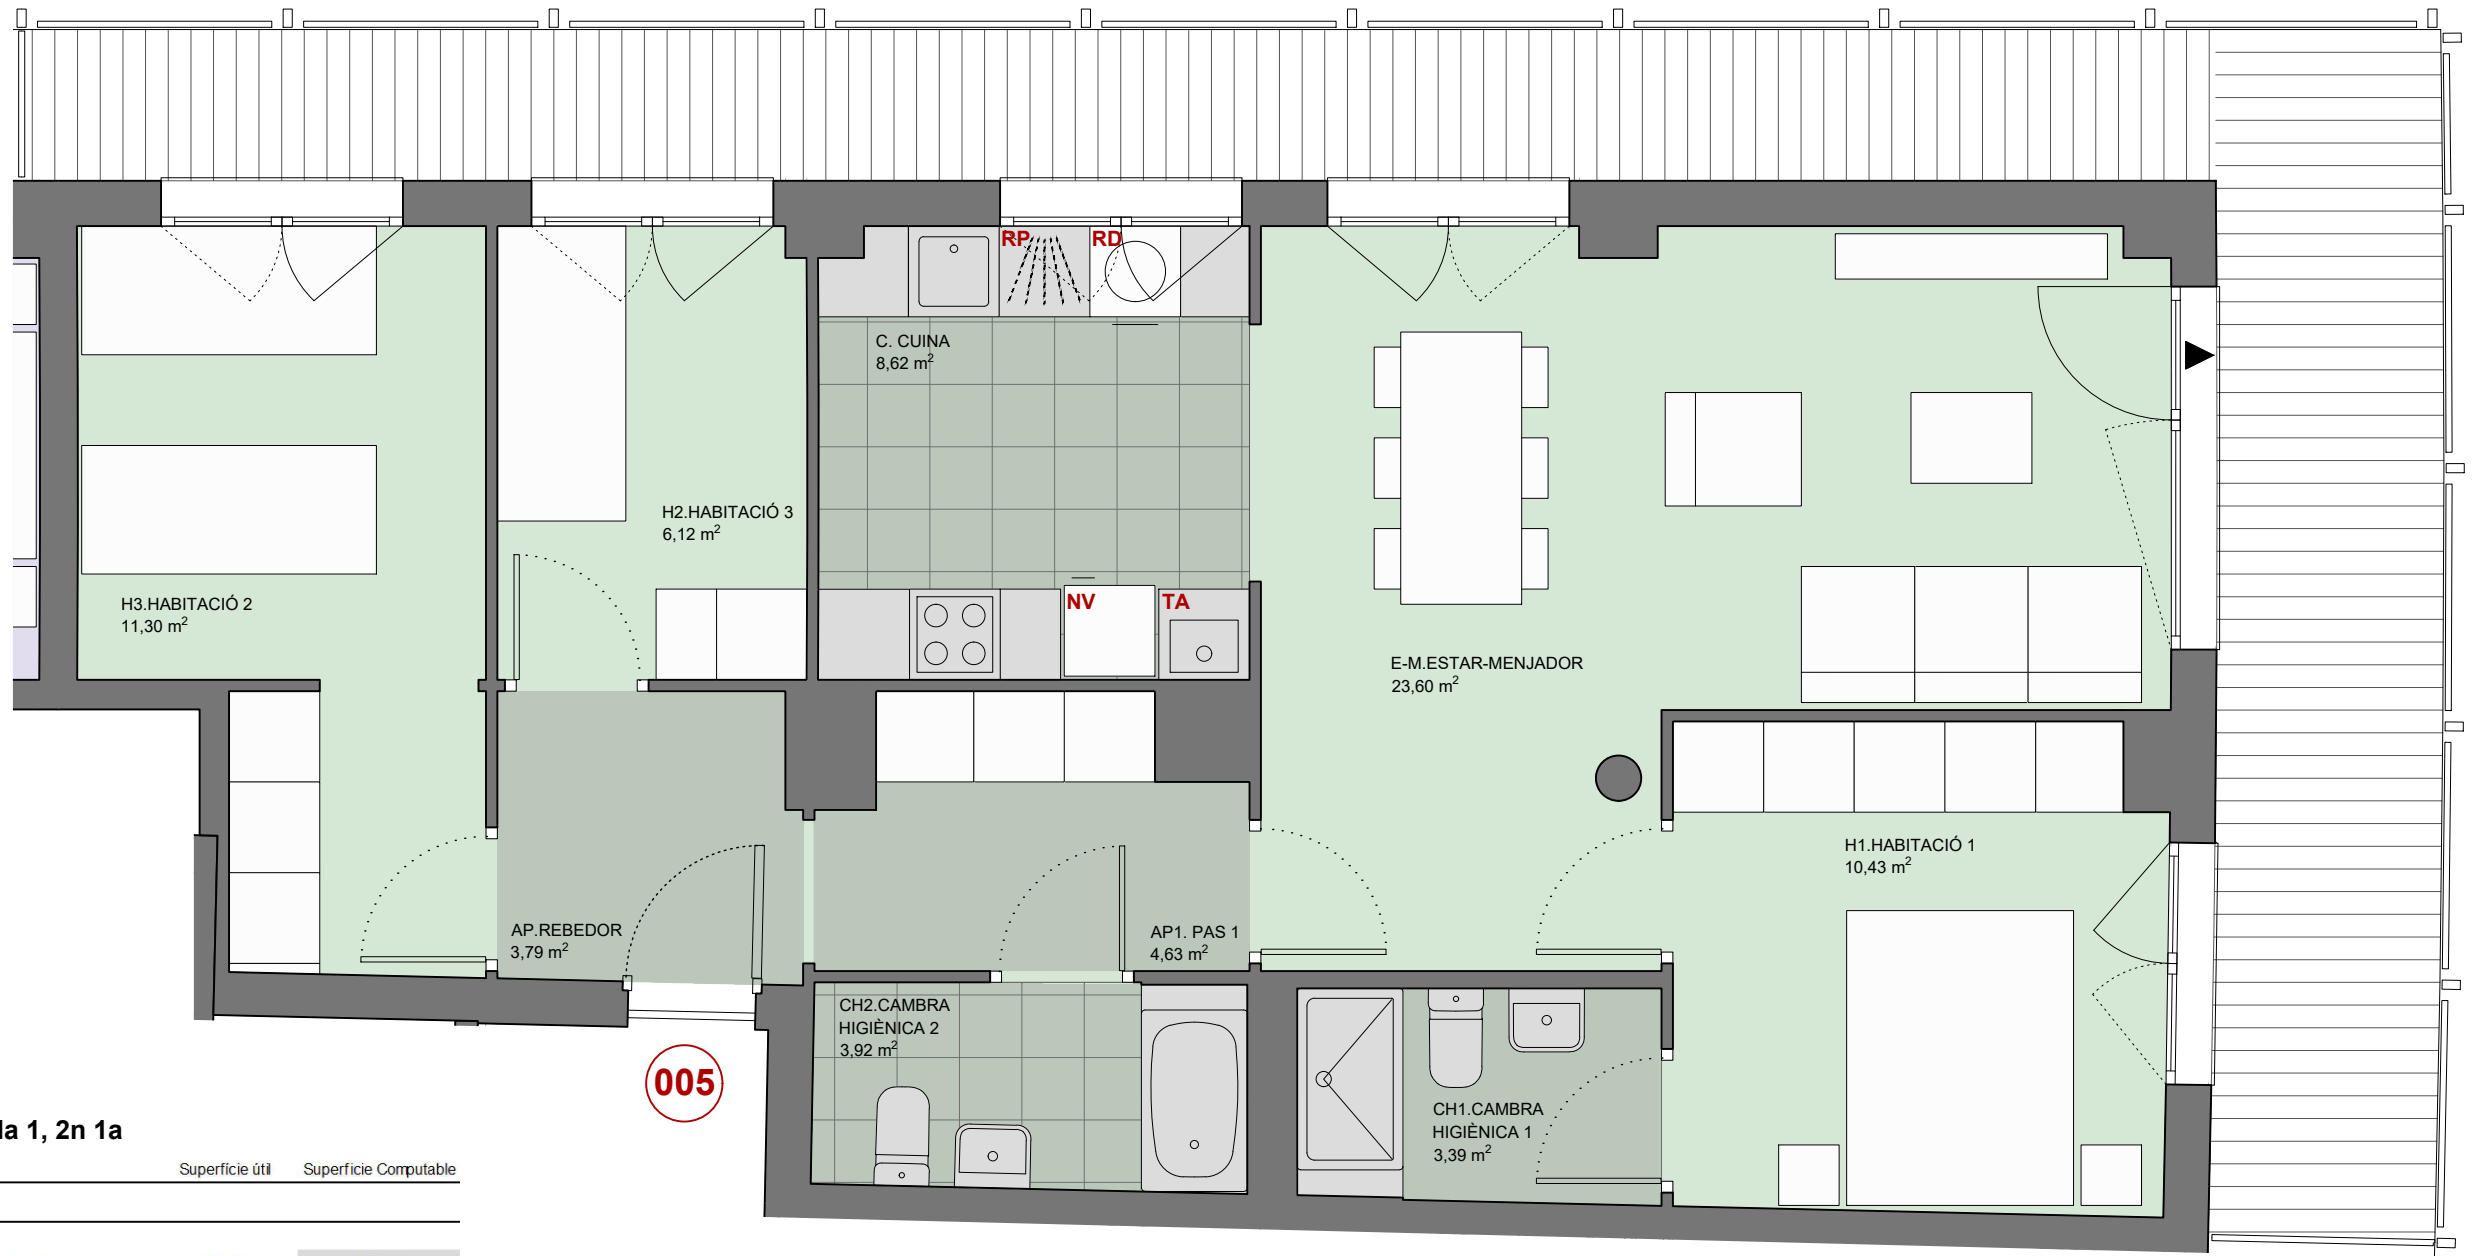 RP
RD
C. CUINA
8,62 m²
H2.HABITACIÓ 3
6,12 m²
H3.HABITACIÓ 2
11,30 m²
NV
TA
E-M.ESTAR-MENJADOR
23,60 m²
H1.HABITACIÓ 1
10,43 m²
AP.REBEDOR
3,79 m²
AP1. PAS 1
4,63 m²
CH2.CAMBRA
HIGIÈNICA 2
3,92 m²
005
CH1.CAMBRA
HIGIÈNICA 1
3,39 m²
1, 2n 1a
Superfície útil Superfície Computable